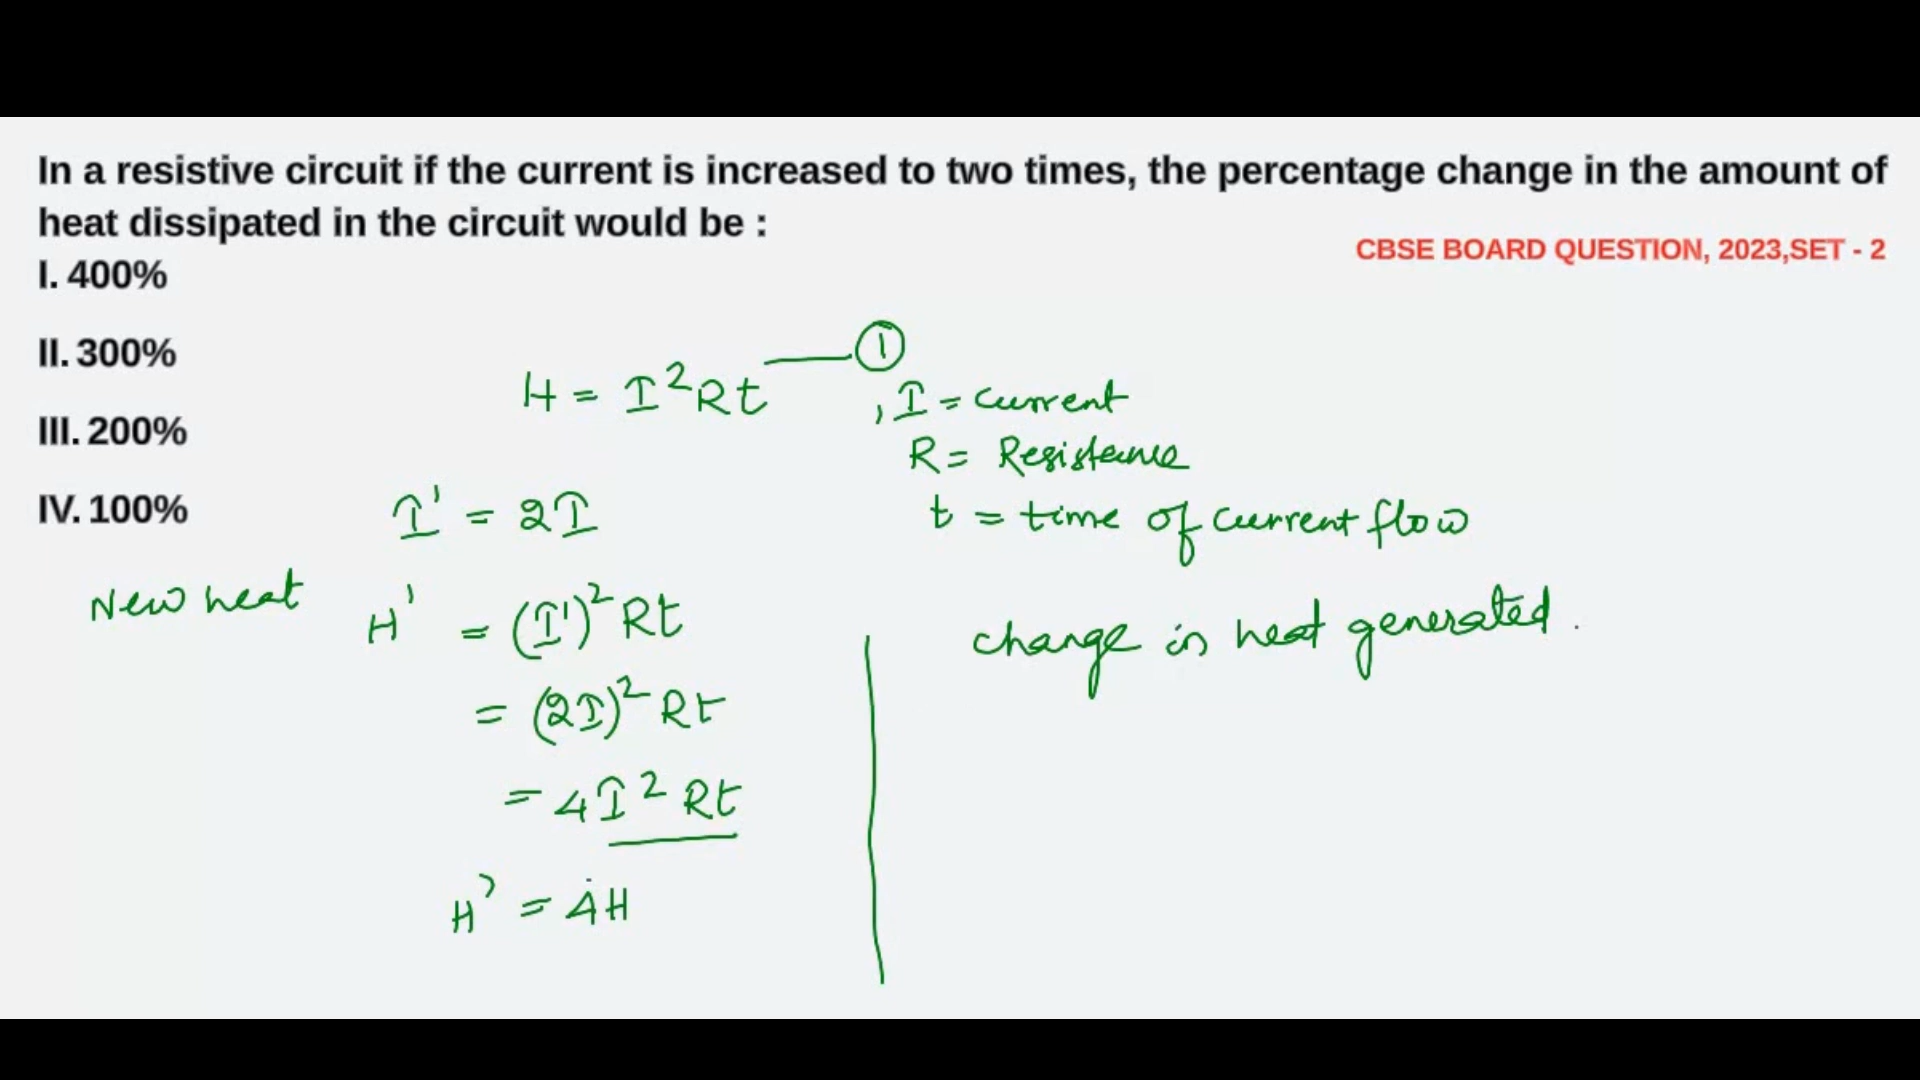 In a resistive circuit if the current is increased to two times, the percentage change in the amount of
heat dissipated in the circuit would be :
CBSE BOARD QUESTION, 2023,SET - 2
I. 400%
II. 300%
III. 200%
IV. 100%
H = I²Rt —— ①
, I = current
R = Resistance
t = time of current flow
I' = 2I
New heat H' = (I')² Rt
= (2I)² Rt
= 4I² Rt
H' = 4H
change in heat generated.